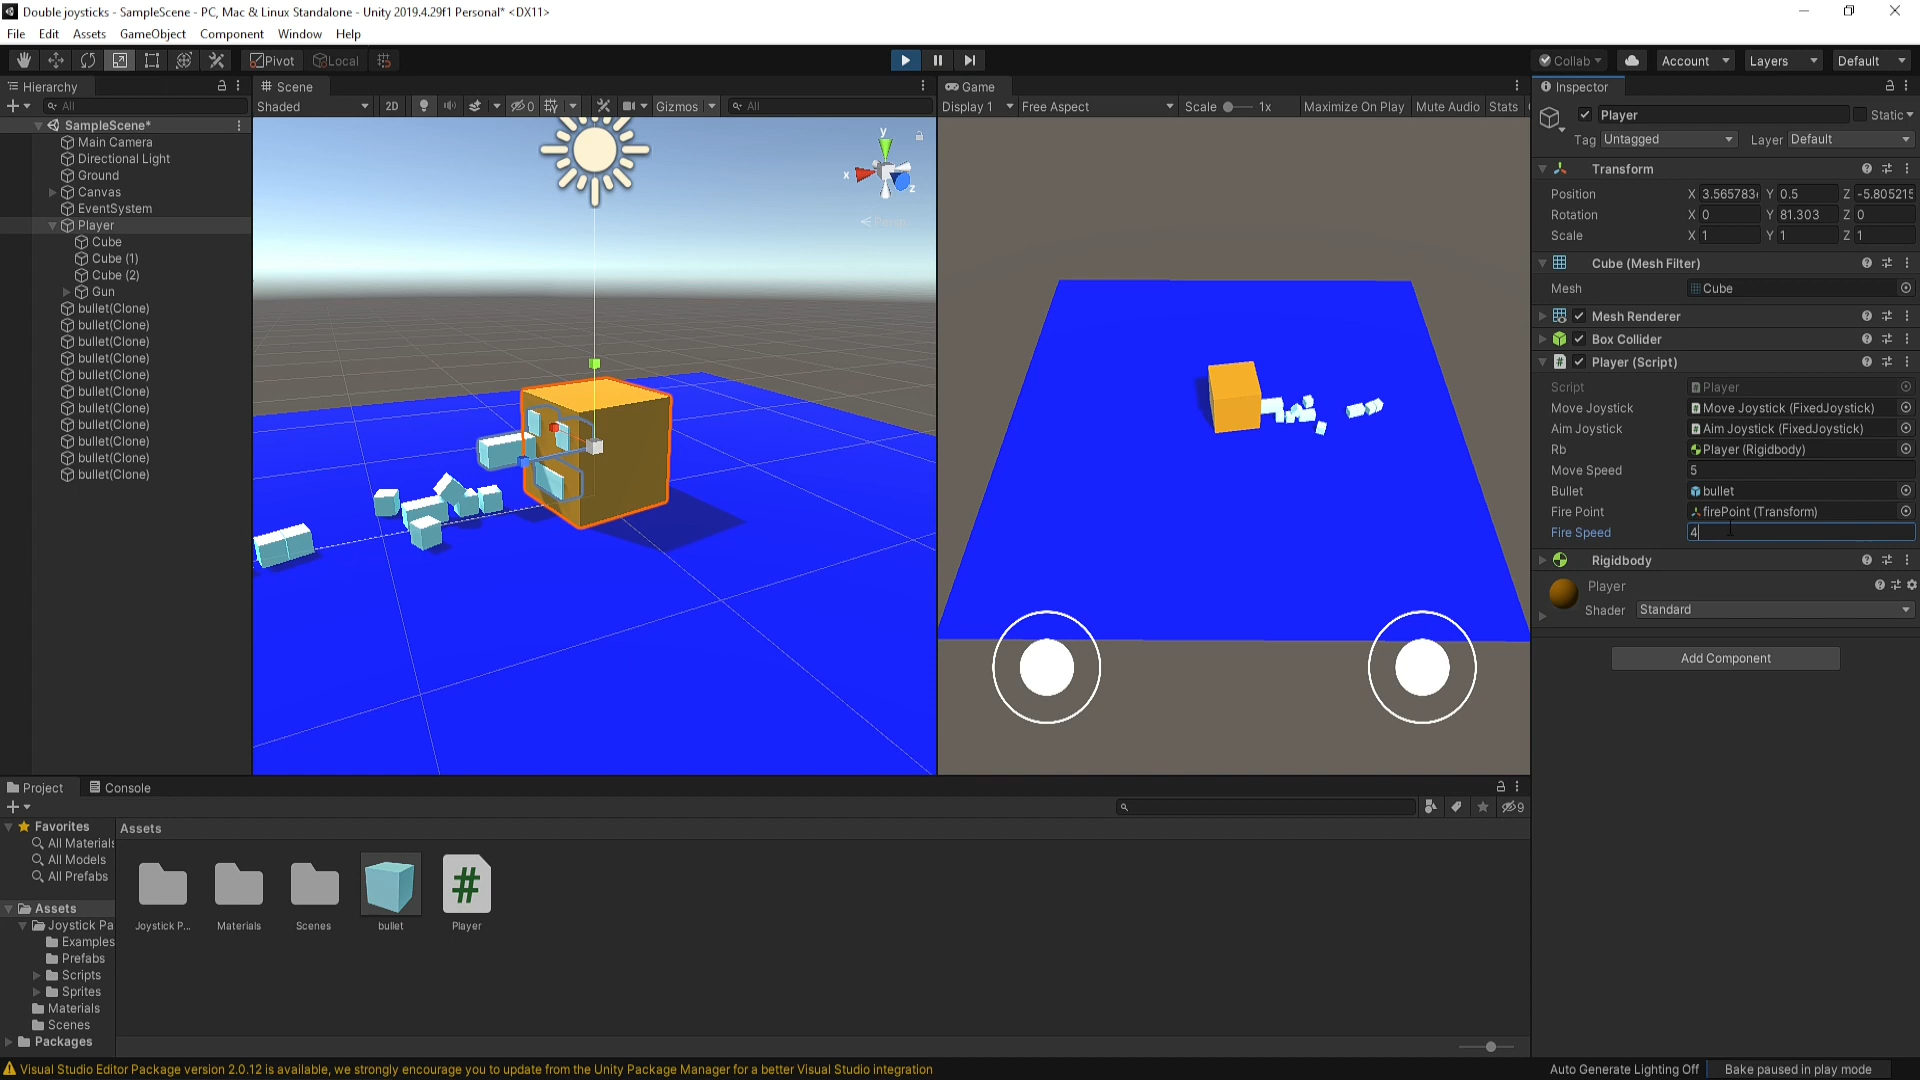 Double joysticks - SampleScene - PC, Mac & Linux Standalone - Unity 2019.4.29f1 Personal* <DX11>
File Edit Assets GameObject Component Window Help
Pivot Local Collab Account Layers Default
Hierarchy
All
SampleScene*
Main Camera
Directional Light
Ground
Canvas
EventSystem
Player
Cube
Cube (1)
Cube (2)
Gun
bullet(Clone)
bullet(Clone)
bullet(Clone)
bullet(Clone)
bullet(Clone)
bullet(Clone)
bullet(Clone)
bullet(Clone)
bullet(Clone)
bullet(Clone)
bullet(Clone)
Scene
Shaded 2D 0 Gizmos All
y
x
z
Persp
Game
Display 1 Free Aspect Scale 1x Maximize On Play Mute Audio Stats
Inspector
Player Static
Tag Untagged Layer Default
Transform
Position X 3.565783 Y 0.5 Z -5.805215
Rotation X 0 Y 81.303 Z 0
Scale X 1 Y 1 Z 1
Cube (Mesh Filter)
Mesh Cube
Mesh Renderer
Box Collider
Player (Script)
Script Player
Move Joystick Move Joystick (FixedJoystick)
Aim Joystick Aim Joystick (FixedJoystick)
Rb Player (Rigidbody)
Move Speed 5
Bullet bullet
Fire Point firePoint (Transform)
Fire Speed 4
Rigidbody
Player
Shader Standard
Add Component
Project Console
9
Favorites
All Materials
All Models
All Prefabs
Assets
Joystick Pa
Examples
Prefabs
Scripts
Sprites
Materials
Scenes
Packages
Assets
Joystick P... Materials Scenes bullet Player
Visual Studio Editor Package version 2.0.12 is available, we strongly encourage you to update from the Unity Package Manager for a better Visual Studio integration
Auto Generate Lighting Off Bake paused in play mode